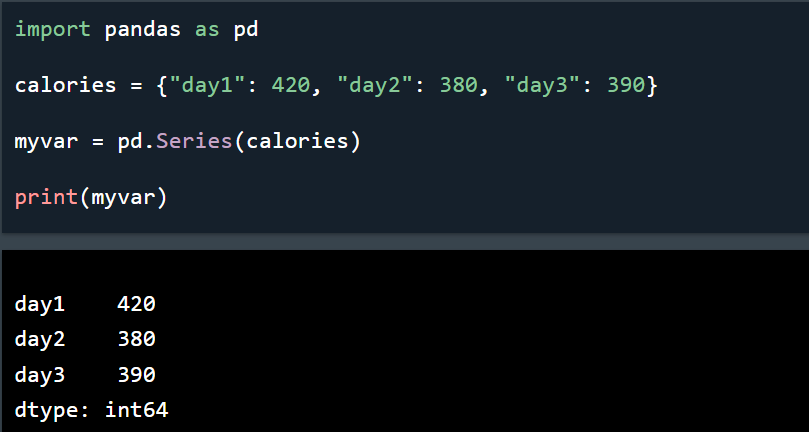 import pandas as pd
calories = {"day1": 420, "day2": 380, "day3": 390}
myvar = pd.Series(calories)
print(myvar)
day1    420
day2    380
day3    390
dtype: int64